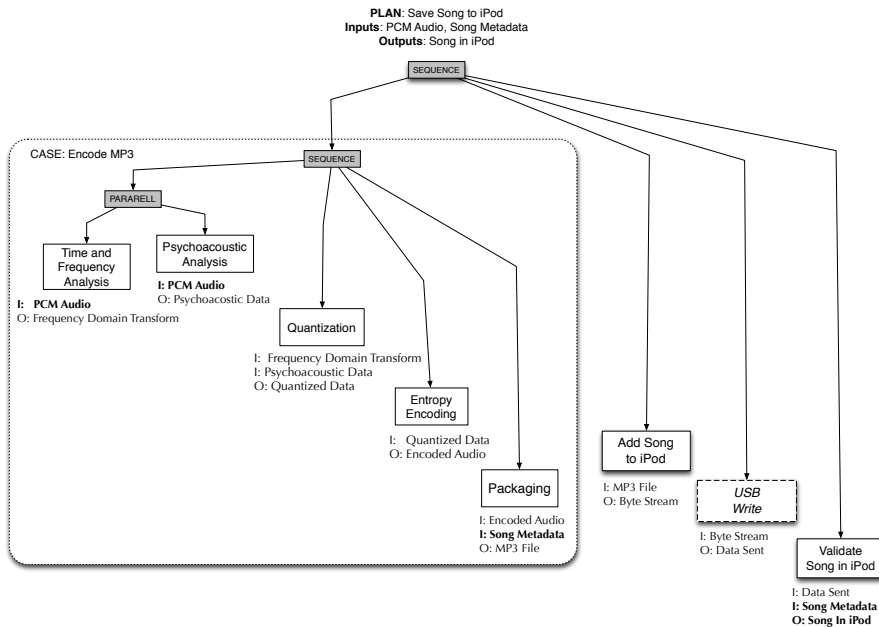 PLAN: Save Song to iPod
Inputs: PCM Audio, Song Metadata
Outputs: Song in iPod
SEQUENCE
CASE: Encode MP3
SEQUENCE
PARARELL
Time and
Frequency
Analysis
I: PCM Audio
O: Frequency Domain Transform
Psychoacoustic
Analysis
I: PCM Audio
O: Psychoacostic Data
Quantization
I: Frequency Domain Transform
I: Psychoacoustic Data
O: Quantized Data
Entropy
Encoding
I: Quantized Data
O: Encoded Audio
Packaging
I: Encoded Audio
I: Song Metadata
O: MP3 File
Add Song
to iPod
I: MP3 File
O: Byte Stream
USB
Write
I: Byte Stream
O: Data Sent
Validate
Song in iPod
I: Data Sent
I: Song Metadata
O: Song In iPod